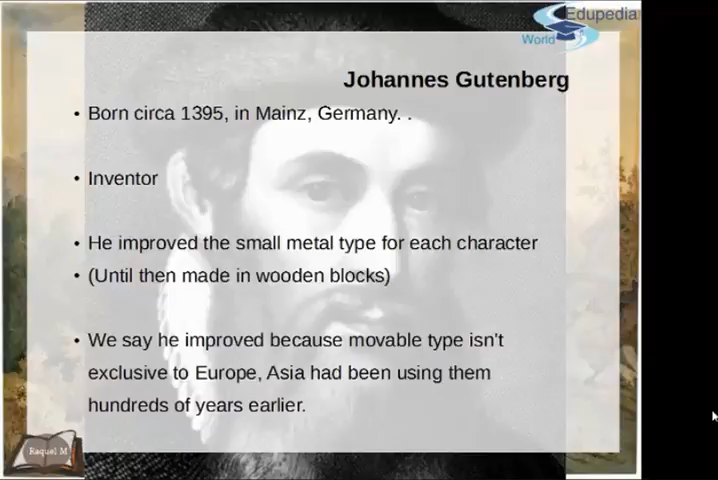 Edupedia
World
Johannes Gutenberg
• Born circa 1395, in Mainz, Germany. .
• Inventor
• He improved the small metal type for each character
• (Until then made in wooden blocks)
• We say he improved because movable type isn't
exclusive to Europe, Asia had been using them
hundreds of years earlier.
Raquel M